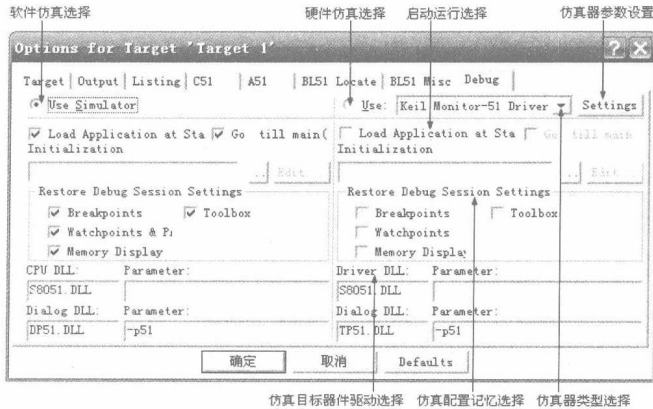 软件仿真选择 硬件仿真选择 启动运行选择 仿真器参数设置
Options for Target 'Target 1'
Target Output Listing C51 A51 BL51 Locate BL51 Misc Debug
Use Simulator Use: Keil Monitor-51 Driver Settings
Load Application at Sta Go till main( Load Application at Sta Go till main
Initialization Initialization
.. Edit .. Edit
Restore Debug Session Settings Restore Debug Session Settings
Breakpoints Toolbox Breakpoints Toolbox
Watchpoints & Pa Watchpoints
Memory Display Memory Display
CPU DLL: Parameter: Driver DLL: Parameter:
S8051.DLL S8051.DLL
Dialog DLL: Parameter: Dialog DLL: Parameter:
DP51.DLL -p51 TP51.DLL -p51
确定 取消 Defaults
仿真目标器件驱动选择 仿真配置记忆选择 仿真器类型选择